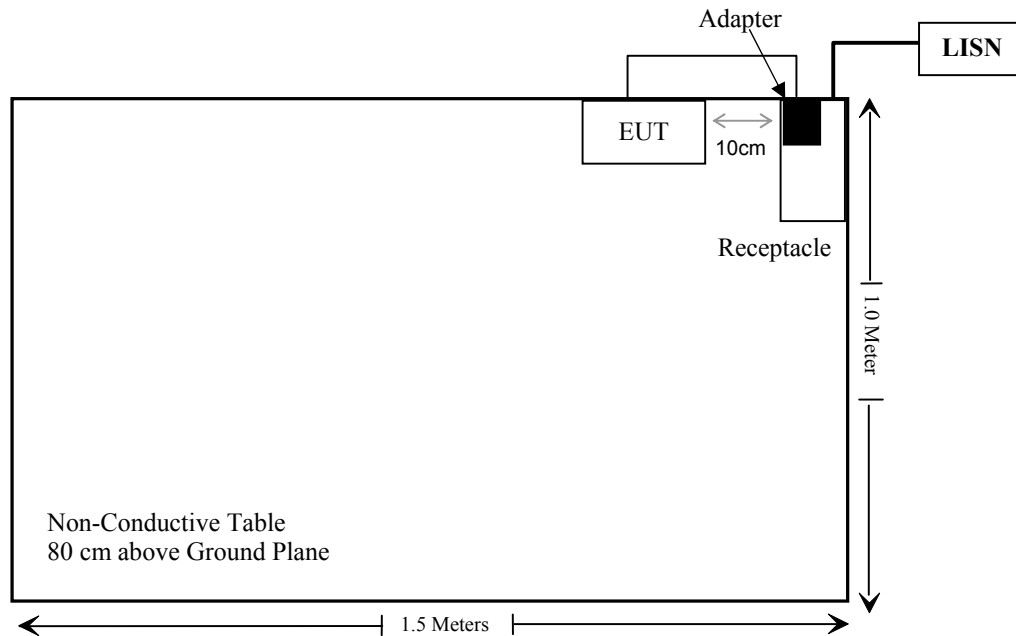 Adapter
LISN
EUT
10cm
Receptacle
1.0 Meter
Non-Conductive Table
80 cm above Ground Plane
1.5 Meters